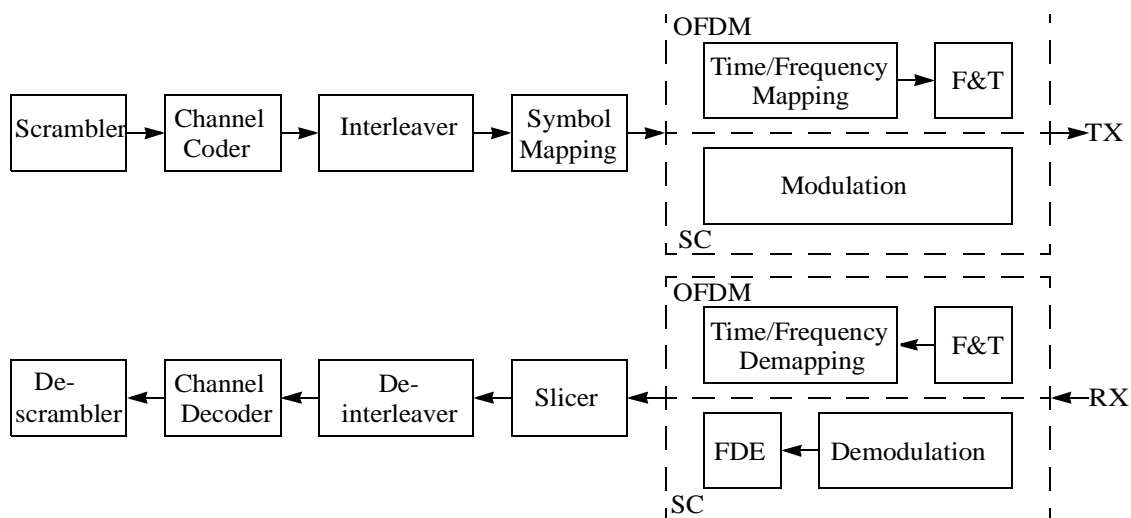 OFDM
Time/Frequency
Mapping
F&T
Scrambler
Channel
Coder
Interleaver
Symbol
Mapping
TX
Modulation
SC
OFDM
Time/Frequency
Demapping
F&T
De-
scrambler
Channel
Decoder
De-
interleaver
Slicer
RX
FDE
Demodulation
SC